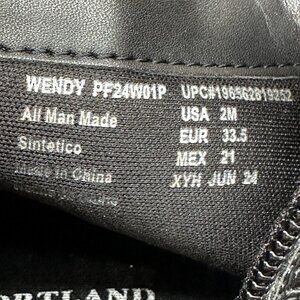 WENDY PF24W01P UPC#196562819252
All Man Made USA 2M
Sintetico EUR 33.5
Made in China MEX 21
XYH JUN 24
ORTLAND